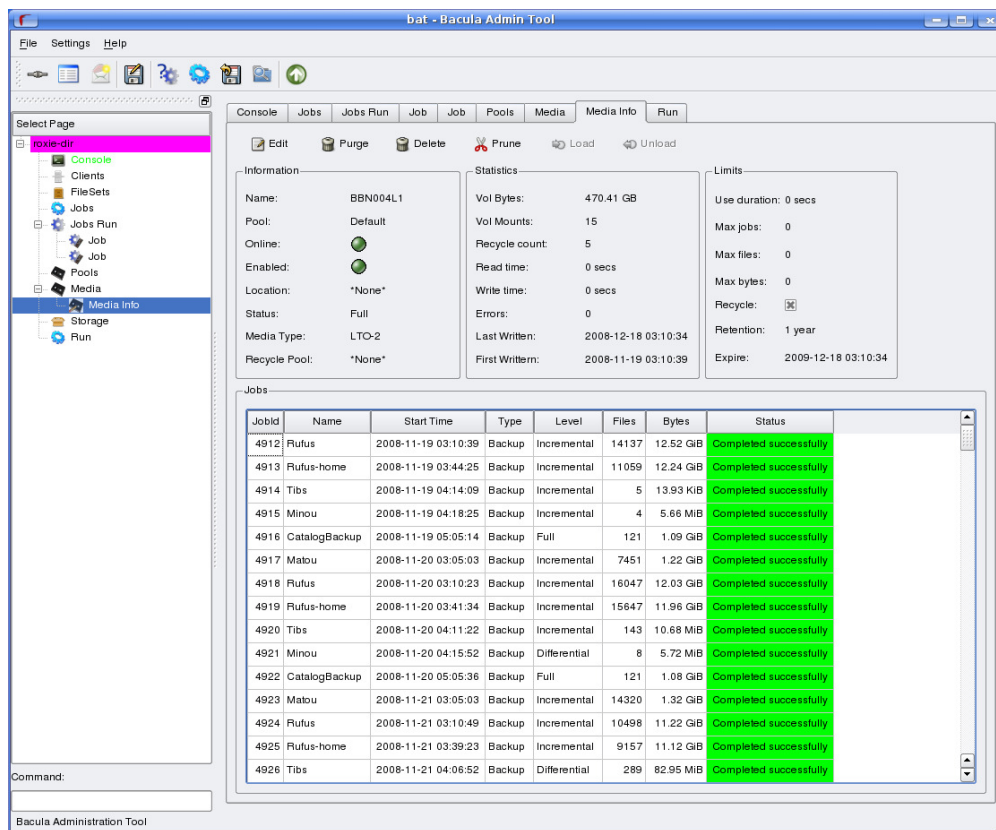 bat - Bacula Admin Tool
File Settings Help
Select Page
roxie-dir
Console
Clients
FileSets
Jobs
Jobs Run
Job
Job
Pools
Media
Media Info
Storage
Run
Command:
Bacula Administration Tool
Console Jobs Jobs Run Job Job Pools Media Media Info Run
Edit Purge Delete Prune Load Unload
Information
Name: BBN004L1
Pool: Default
Online:
Enabled:
Location: *None*
Status: Full
Media Type: LTO-2
Recycle Pool: *None*
Statistics
Vol Bytes: 470.41 GB
Vol Mounts: 15
Recycle count: 5
Read time: 0 secs
Write time: 0 secs
Errors: 0
Last Written: 2008-12-18 03:10:34
First Writtern: 2008-11-19 03:10:39
Limits
Use duration: 0 secs
Max jobs: 0
Max files: 0
Max bytes: 0
Recycle:
Retention: 1 year
Expire: 2009-12-18 03:10:34
Jobs
JobId Name Start Time Type Level Files Bytes Status
4912 Rufus 2008-11-19 03:10:39 Backup Incremental 14137 12.52 GiB Completed successfully
4913 Rufus-home 2008-11-19 03:44:25 Backup Incremental 11059 12.24 GiB Completed successfully
4914 Tibs 2008-11-19 04:14:09 Backup Incremental 5 13.93 KiB Completed successfully
4915 Minou 2008-11-19 04:18:25 Backup Incremental 4 5.66 MiB Completed successfully
4916 CatalogBackup 2008-11-19 05:05:14 Backup Full 121 1.09 GiB Completed successfully
4917 Matou 2008-11-20 03:05:03 Backup Incremental 7451 1.22 GiB Completed successfully
4918 Rufus 2008-11-20 03:10:23 Backup Incremental 16047 12.03 GiB Completed successfully
4919 Rufus-home 2008-11-20 03:41:34 Backup Incremental 15647 11.96 GiB Completed successfully
4920 Tibs 2008-11-20 04:11:22 Backup Incremental 143 10.68 MiB Completed successfully
4921 Minou 2008-11-20 04:15:52 Backup Differential 8 5.72 MiB Completed successfully
4922 CatalogBackup 2008-11-20 05:05:36 Backup Full 121 1.08 GiB Completed successfully
4923 Matou 2008-11-21 03:05:03 Backup Incremental 14320 1.32 GiB Completed successfully
4924 Rufus 2008-11-21 03:10:49 Backup Incremental 10498 11.22 GiB Completed successfully
4925 Rufus-home 2008-11-21 03:39:23 Backup Incremental 9157 11.12 GiB Completed successfully
4926 Tibs 2008-11-21 04:06:52 Backup Differential 289 82.95 MiB Completed successfully